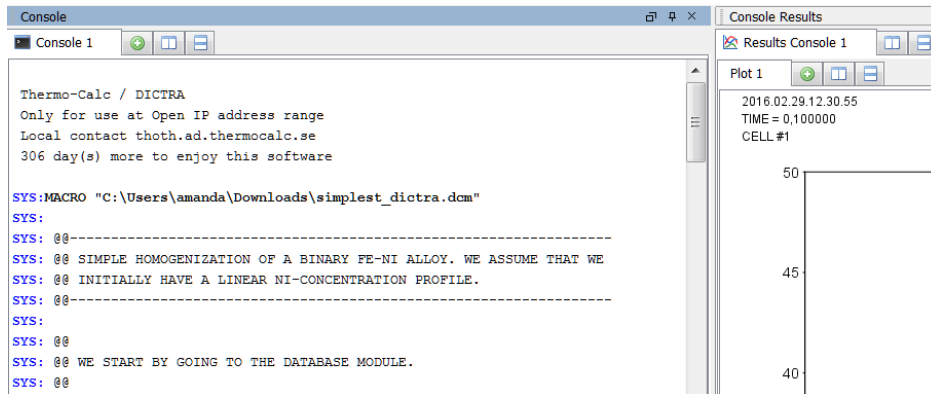 Console
Console 1
Thermo-Calc / DICTRA
Only for use at Open IP address range
Local contact thoth.ad.thermocalc.se
306 day(s) more to enjoy this software
SYS:MACRO "C:\Users\amanda\Downloads\simplest_dictra.dcm"
SYS:
SYS: @@---------------------------------------------------------------------
SYS: @@ SIMPLE HOMOGENIZATION OF A BINARY FE-NI ALLOY. WE ASSUME THAT WE
SYS: @@ INITIALLY HAVE A LINEAR NI-CONCENTRATION PROFILE.
SYS: @@---------------------------------------------------------------------
SYS:
SYS: @@
SYS: @@ WE START BY GOING TO THE DATABASE MODULE.
SYS: @@
Console Results
Results Console 1
Plot 1
2016.02.29.12.30.55
TIME = 0,100000
CELL #1
50
45
40